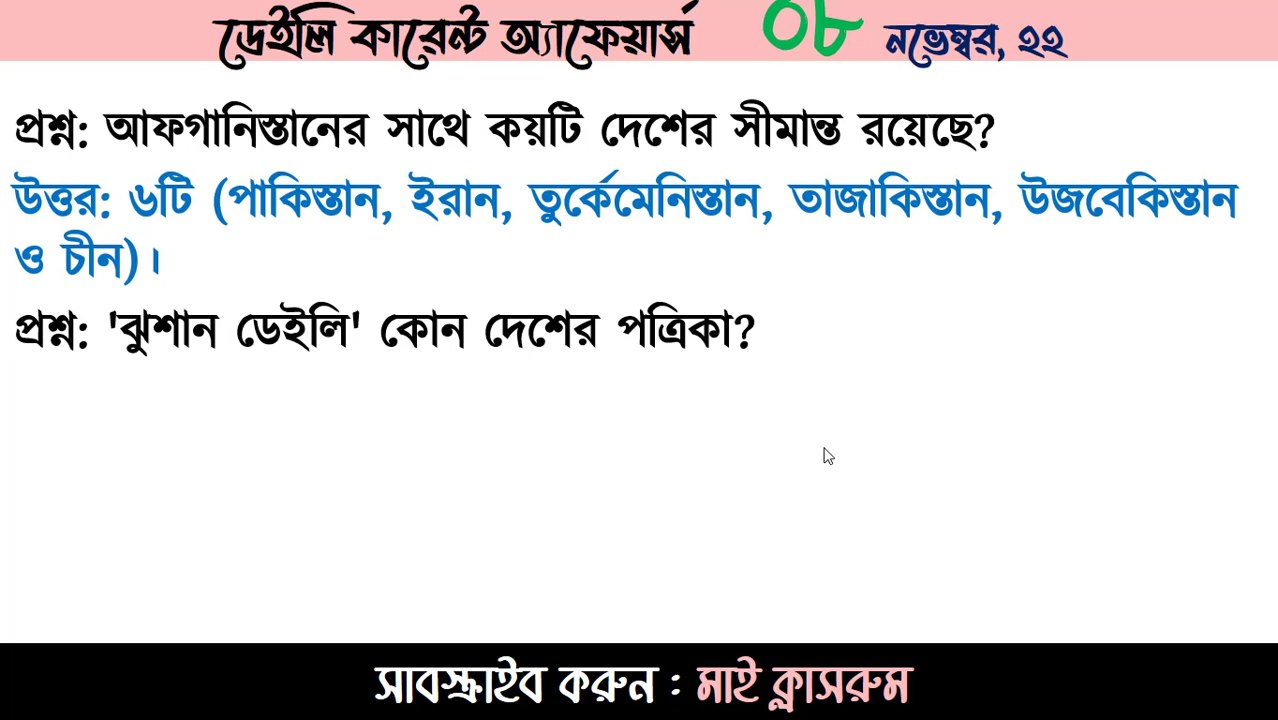 ডেইলি কারেন্ট অ্যাফেয়ার্স ০৮ নভেম্বর, ২২
প্রশ্ন: আফগানিস্তানের সাথে কয়টি দেশের সীমান্ত রয়েছে?
উত্তর: ৬টি (পাকিস্তান, ইরান, তুর্কেমেনিস্তান, তাজাকিস্তান, উজবেকিস্তান
ও চীন)।
প্রশ্ন: 'ঝুশান ডেইলি' কোন দেশের পত্রিকা?
সাবস্ক্রাইব করুন : মাই ক্লাসরুম